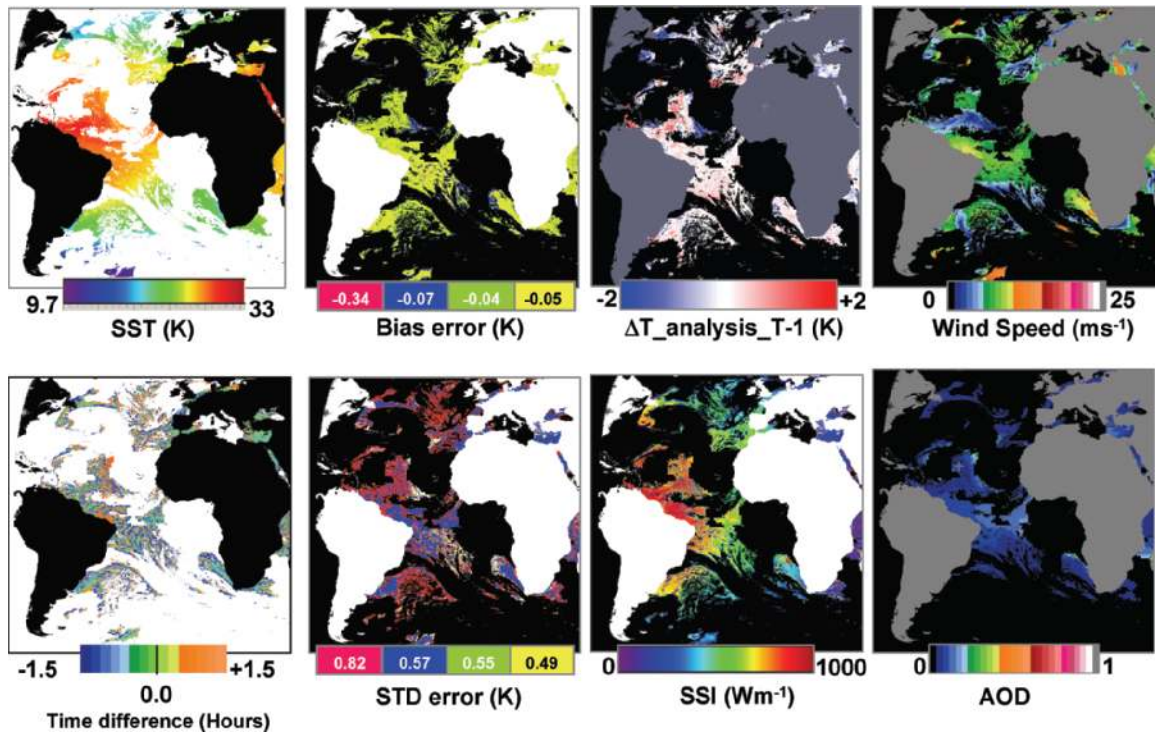 9.7 33
SST (K)
-0.34 -0.07 -0.04 -0.05
Bias error (K)
-2 +2
ΔT_analysis_T-1 (K)
0 25
Wind Speed (ms⁻¹)
-1.5 +1.5
0.0
Time difference (Hours)
0.82 0.57 0.55 0.49
STD error (K)
0 1000
SSI (Wm⁻¹)
0 1
AOD